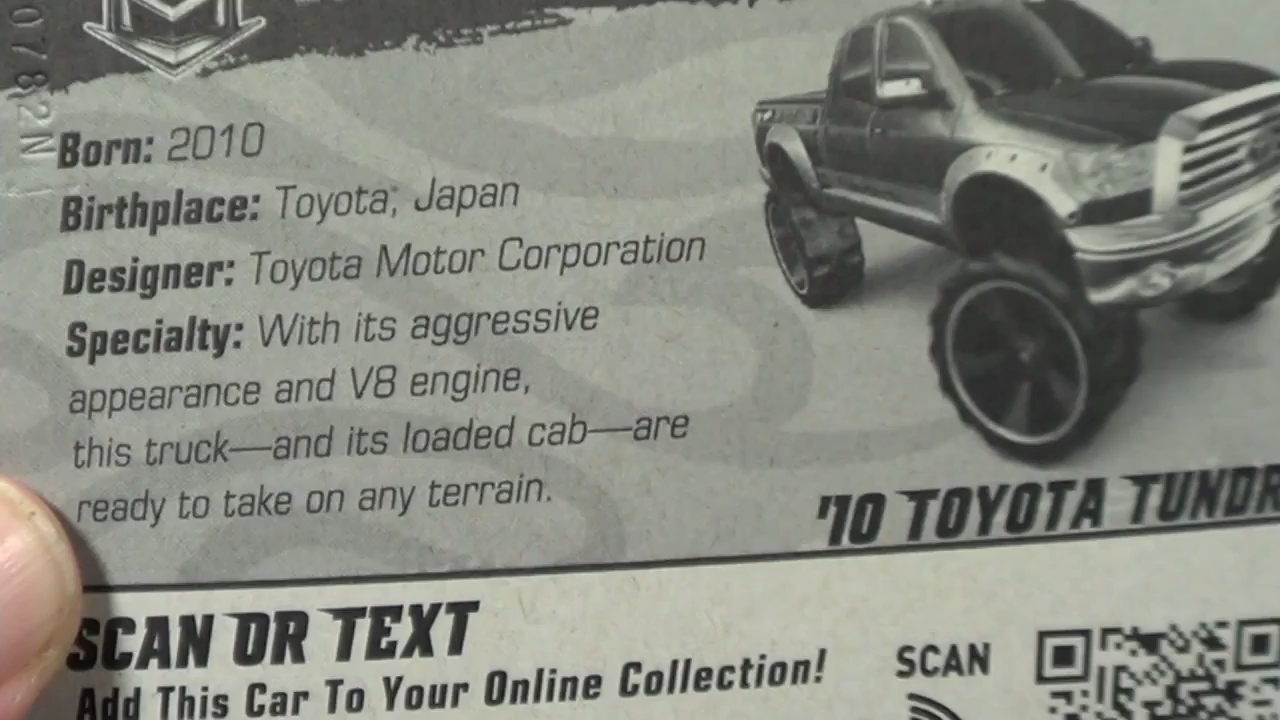 0782N
Born: 2010
Birthplace: Toyota, Japan
Designer: Toyota Motor Corporation
Specialty: With its aggressive
appearance and V8 engine,
this truck—and its loaded cab—are
ready to take on any terrain.
'10 TOYOTA TUNDR
SCAN OR TEXT
Add This Car To Your Online Collection!
SCAN